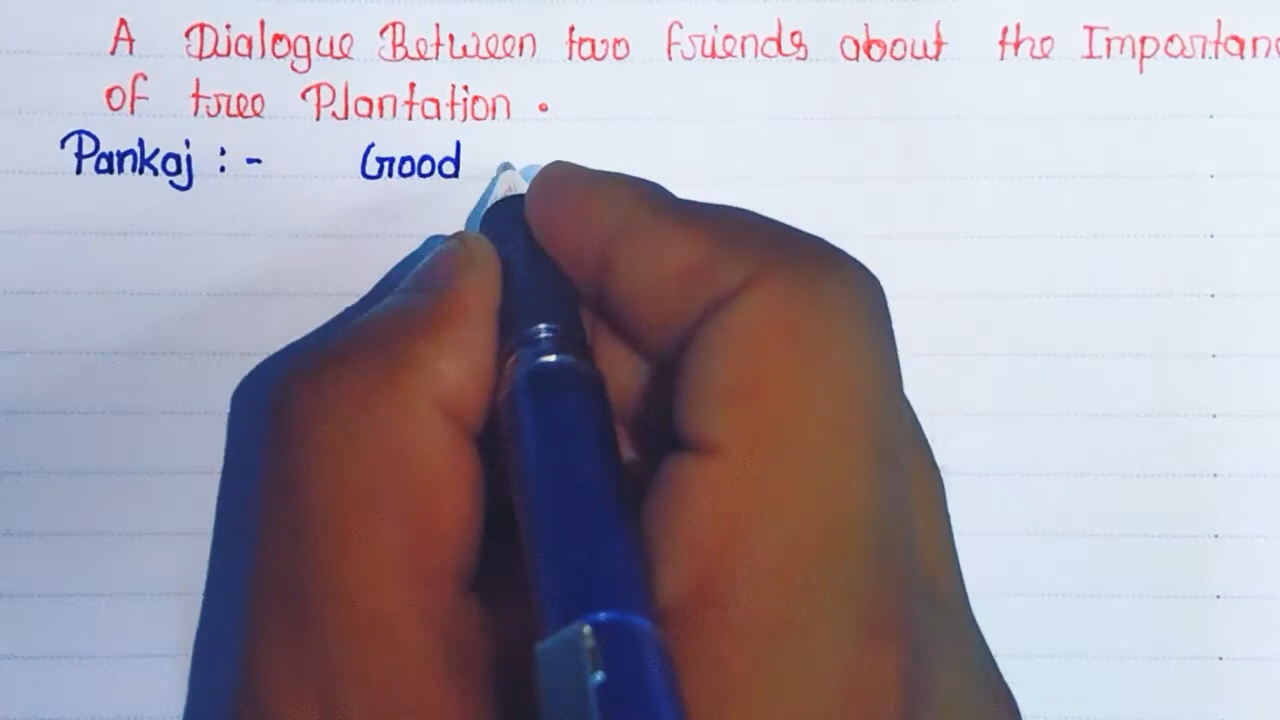 A Dialogue Between two friends about the Importan
of tree Plantation .
Pankaj :- Good